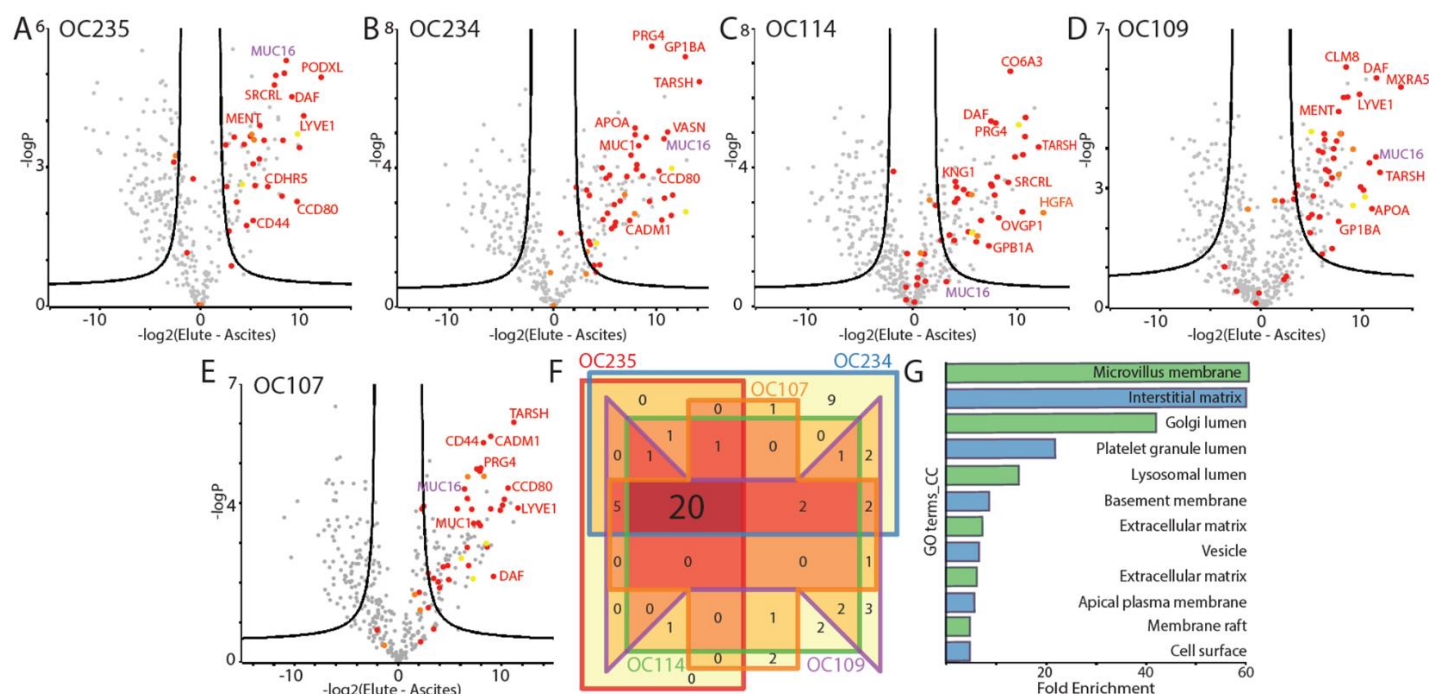 A OC235
6
3
0
-logP
-10
0
10
-log2(Elute - Ascites)
MUC16
PODXL
SRCRL
DAF
MENT
LYVE1
CDHR5
CCD80
CD44
B OC234
8
4
0
-logP
-10
0
10
-log2(Elute - Ascites)
PRG4
GP1BA
TARSH
APOA
VASN
MUC1
MUC16
CCD80
CADM1
C OC114
8
-4
0
-logP
-10
0
10
-log2(Elute - Ascites)
CO6A3
DAF
PRG4
TARSH
KNG1
SRCRL
HGFA
OVGP1
GPB1A
MUC16
D OC109
7
3
0
-logP
-10
0
10
-log2(Elute - Ascites)
CLM8
DAF
MXRA5
MENT
LYVE1
MUC16
TARSH
APOA
GP1BA
E OC107
7
4
0
-logP
-10
0
10
-log2(Elute - Ascites)
TARSH
CD44
CADM1
PRG4
MUC16
CCD80
LYVE1
MUC1
DAF
F
OC235
OC234
OC107
0
0
1
9
1
1
0
0
0
1
1
2
5
20
2
2
0
0
0
1
0
0
1
0
1
2
2
3
OC114
0
2
OC109
0
G
GO terms_CC
Microvillus membrane
Interstitial matrix
Golgi lumen
Platelet granule lumen
Lysosomal lumen
Basement membrane
Extracellular matrix
Vesicle
Extracellular matrix
Apical plasma membrane
Membrane raft
Cell surface
20
40
60
Fold Enrichment